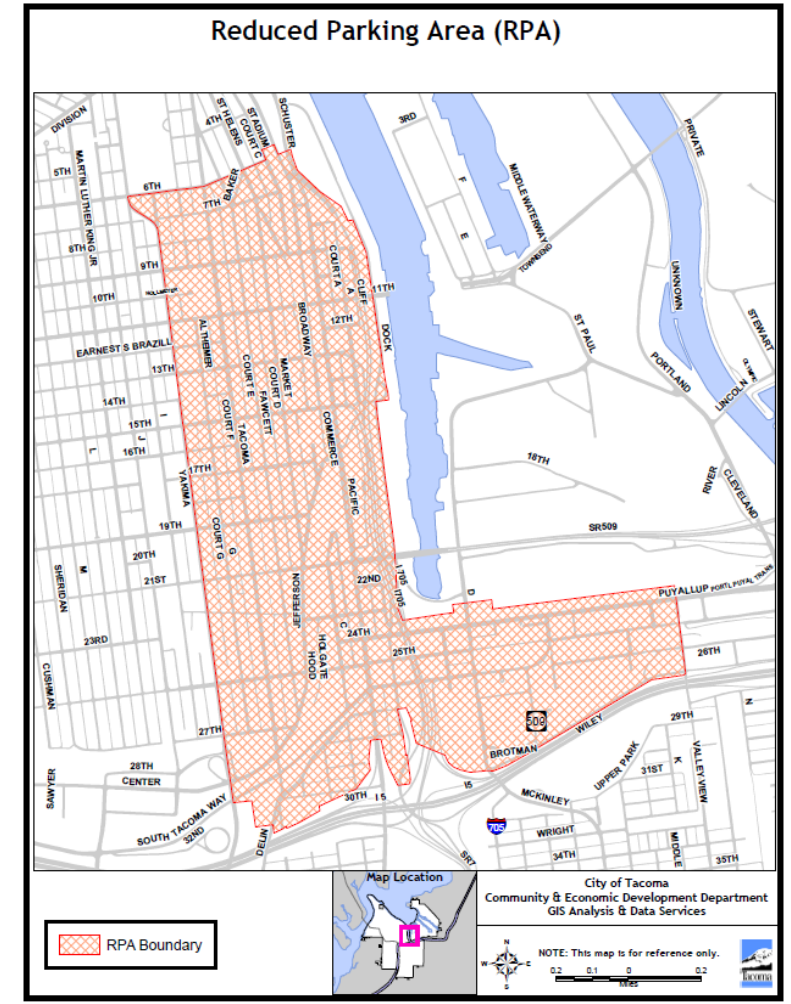 Reduced Parking Area (RPA)
DIVISION
ST HELENS
4TH
STADIUM
COURT C
SCHUSTER
3RD
PRIVATE
5TH
MARTIN LUTHER KING JR
6TH
BAKER
7TH
F
E
MIDDLE WATERWAY
TOWNSEND
8TH
9TH
10TH
COURT A
A
CLIFF
11TH
DOCK
UNKNOWN
12TH
BROADWAY
ST PAUL
STEWART
EARNEST S BRAZILL
ALTHEIMER
13TH
COURT E
MARKET
COURT D
FAWCETT
PORTLAND
LINCOLN
14TH
COURT F
TACOMA
I
15TH
J
16TH
L
COMMERCE
18TH
RIVER
CLEVELAND
YAKIMA
17TH
PACIFIC
19TH
COURT G
G
SR509
20TH
21ST
SHERIDAN
M
JEFFERSON
22ND
I 705
I705
D
PUYALLUP
23RD
C
24TH
HOLGATE
HOOD
25TH
26TH
CUSHMAN
27TH
509
WILEY
BROTMAN
29TH
N
28TH
CENTER
SAWYER
30TH
I 5
I5
UPPER PARK
31ST
K
VALLEY VIEW
MCKINLEY
SOUTH TACOMA WAY
32ND
DELIN
705
WRIGHT
SR7
34TH
MIDDLE
35TH
Map Location
City of Tacoma
Community & Economic Development Department
GIS Analysis & Data Services
RPA Boundary
N
W
E
S
NOTE: This map is for reference only.
0.2 0.1 0 0.2
Miles
Tacoma